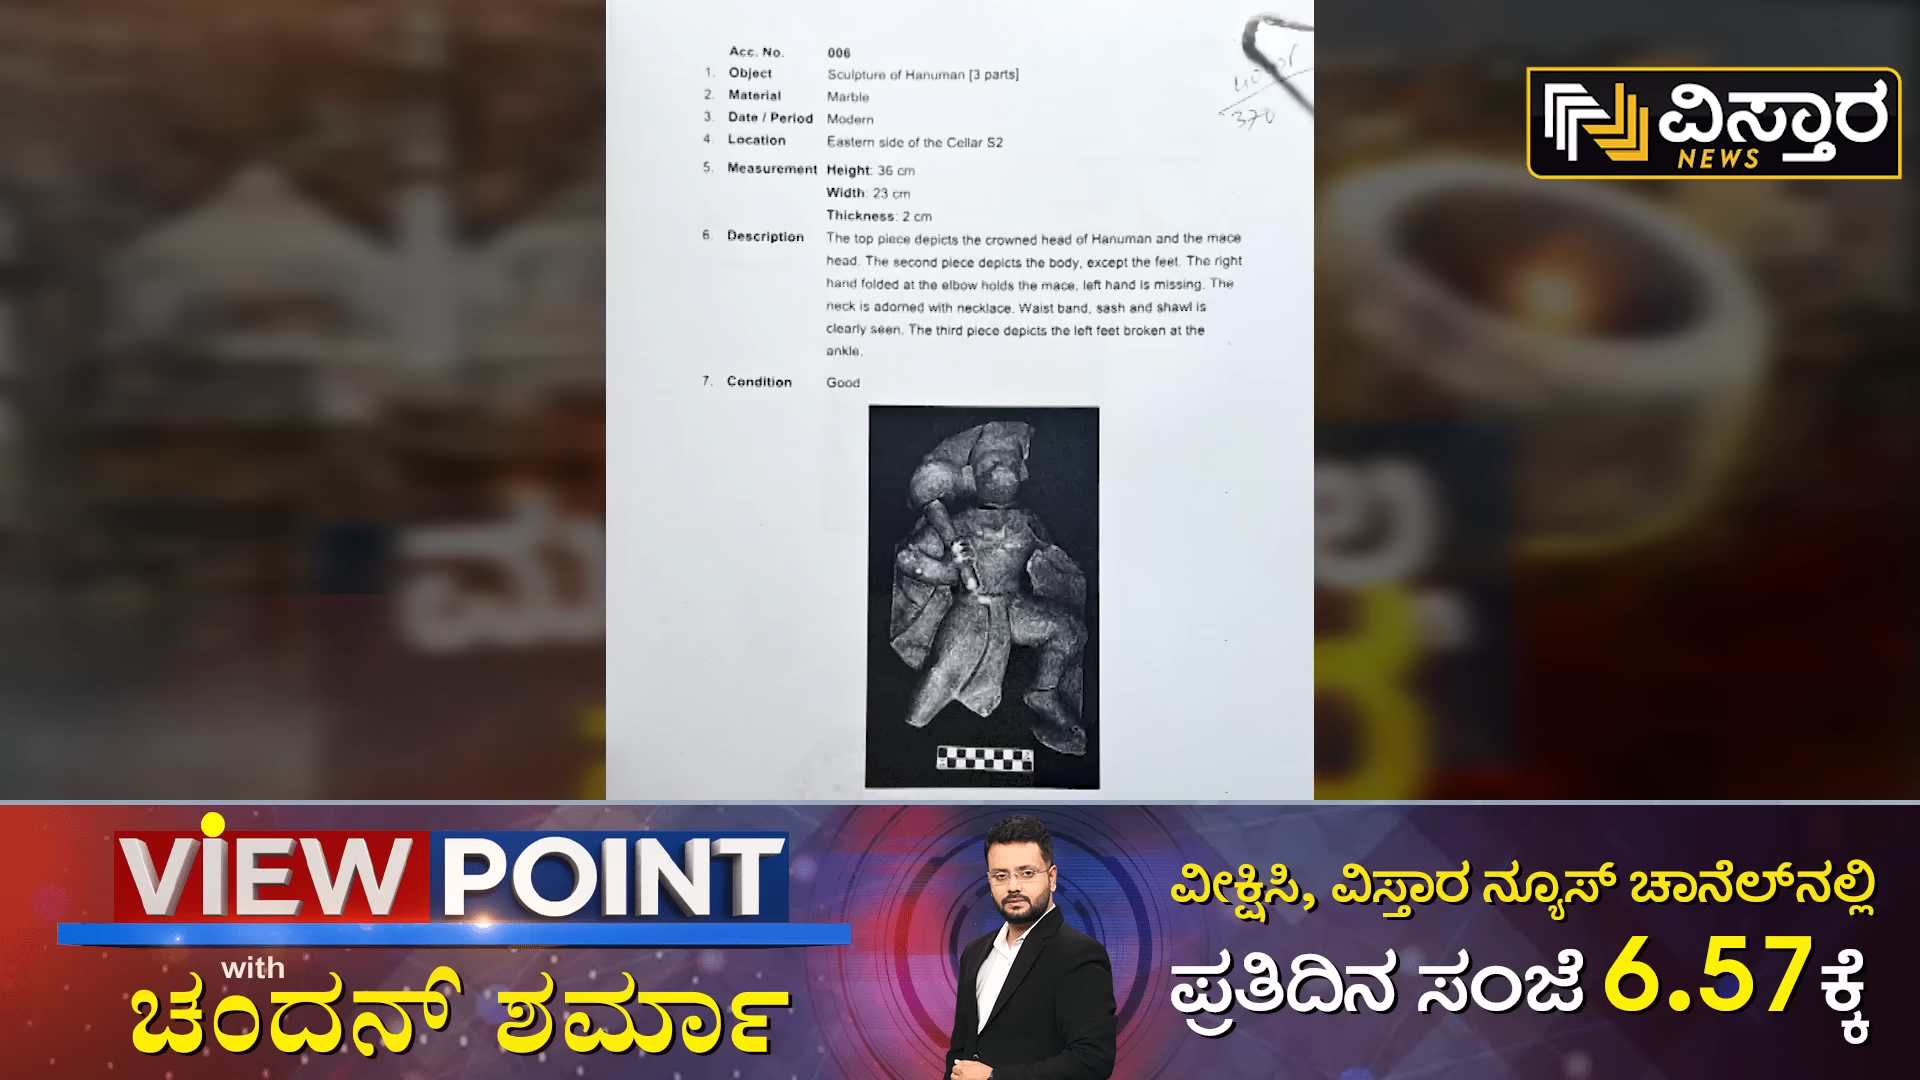 Acc. No. 006
1. Object Sculpture of Hanuman [3 parts]
2. Material Marble
3. Date / Period Modern
4. Location Eastern side of the Cellar S2
5. Measurement Height: 36 cm
Width: 23 cm
Thickness: 2 cm
6. Description The top piece depicts the crowned head of Hanuman and the mace
head. The second piece depicts the body, except the feet. The right
hand folded at the elbow holds the mace, left hand is missing. The
neck is adorned with necklace. Waist band, sash and shawl is
clearly seen. The third piece depicts the left feet broken at the
ankle.
7. Condition Good
370
ವಿಸ್ತಾರ
NEWS
VIEW POINT
with
ಚಂದನ್ ಶರ್ಮಾ
ವೀಕ್ಷಿಸಿ, ವಿಸ್ತಾರ ನ್ಯೂಸ್ ಚಾನೆಲ್‌ನಲ್ಲಿ
ಪ್ರತಿದಿನ ಸಂಜೆ 6.57ಕ್ಕೆ